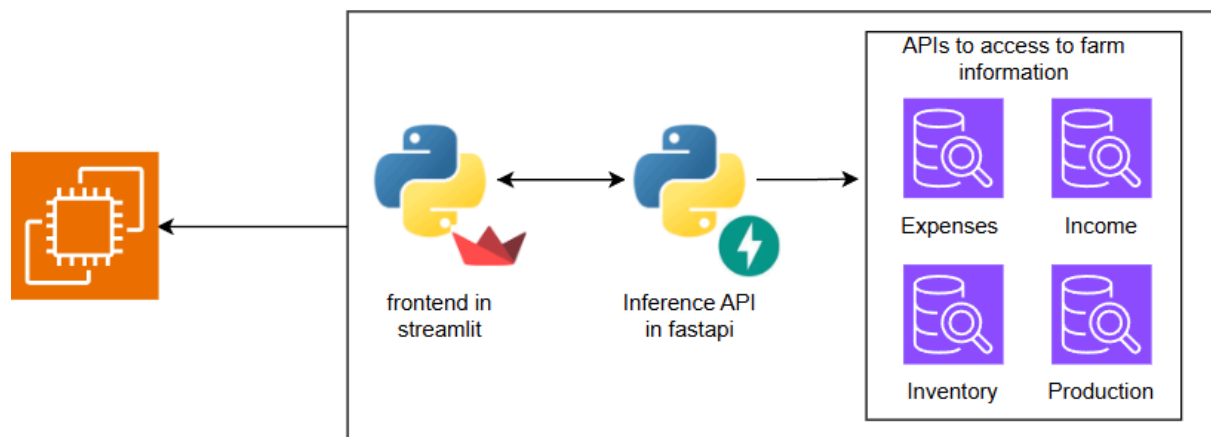 APIs to access to farm
information
Expenses
Income
frontend in
streamlit
Inference API
in fastapi
Inventory
Production